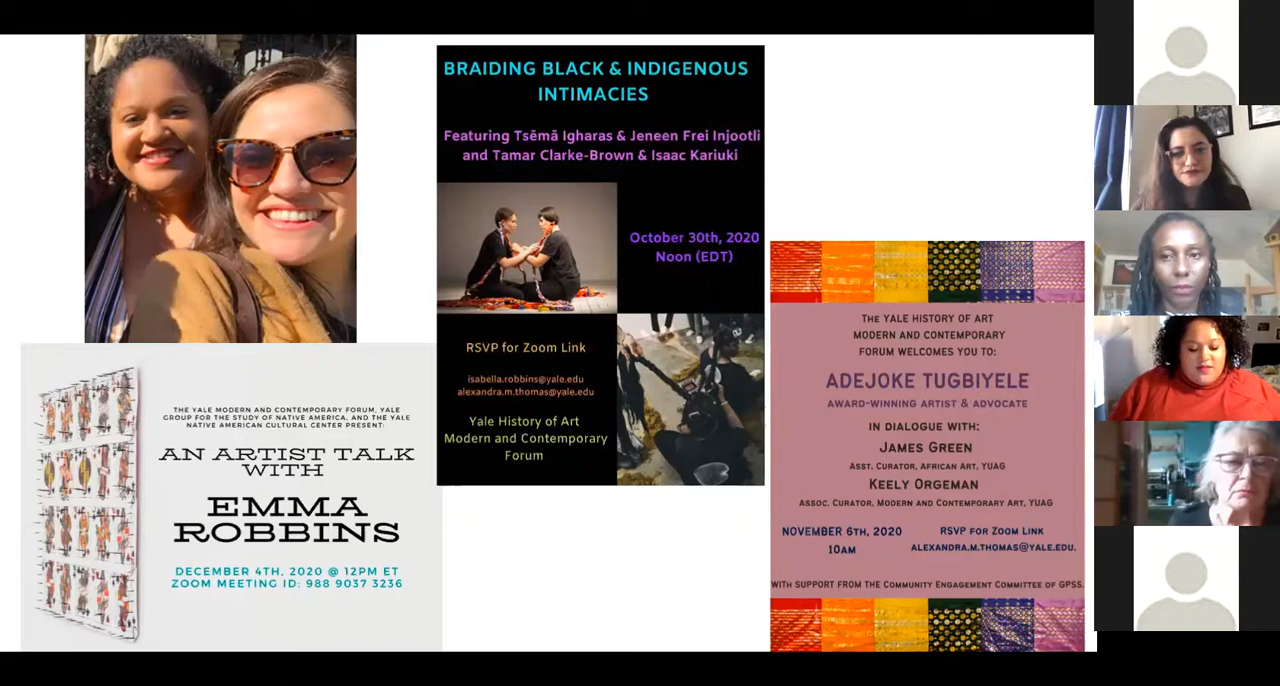 BRAIDING BLACK & INDIGENOUS
INTIMACIES
Featuring Tsēmā Igharas & Jeneen Frei Injootli
and Tamar Clarke-Brown & Isaac Kariuki
October 30th, 2020
Noon (EDT)
RSVP for Zoom Link
isabella.robbins@yale.edu
alexandra.m.thomas@yale.edu
Yale History of Art
Modern and Contemporary
Forum
THE YALE MODERN AND CONTEMPORARY FORUM, YALE
GROUP FOR THE STUDY OF NATIVE AMERICA, AND THE YALE
NATIVE AMERICAN CULTURAL CENTER PRESENT:
AN ARTIST TALK
WITH
EMMA
ROBBINS
DECEMBER 4TH, 2020 @ 12PM ET
ZOOM MEETING ID: 988 9037 3236
THE YALE HISTORY OF ART
MODERN AND CONTEMPORARY
FORUM WELCOMES YOU TO:
ADEJOKE TUGBIYELE
AWARD-WINNING ARTIST & ADVOCATE
IN DIALOGUE WITH:
JAMES GREEN
ASST. CURATOR, AFRICAN ART, YUAG
KEELY ORGEMAN
ASSOC. CURATOR, MODERN AND CONTEMPORARY ART, YUAG
NOVEMBER 6TH, 2020
10AM
RSVP FOR ZOOM LINK
ALEXANDRA.M.THOMAS@YALE.EDU.
WITH SUPPORT FROM THE COMMUNITY ENGAGEMENT COMMITTEE OF GPSS.